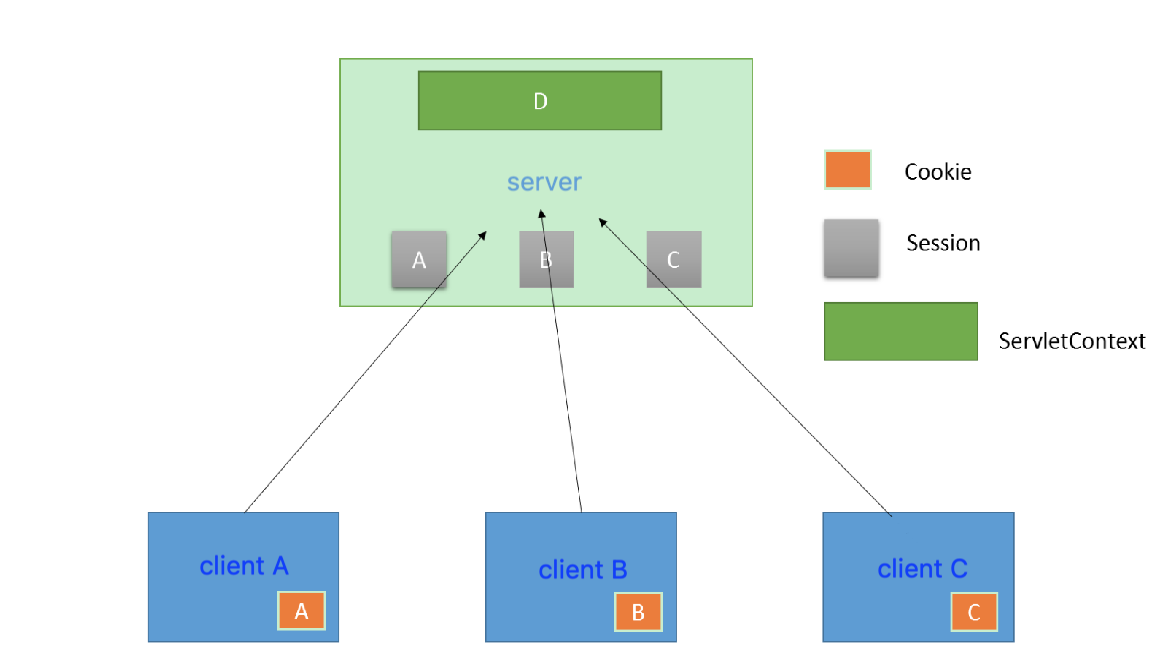 D
server
A
B
C
Cookie
Session
ServletContext
client A
A
client B
B
client C
C